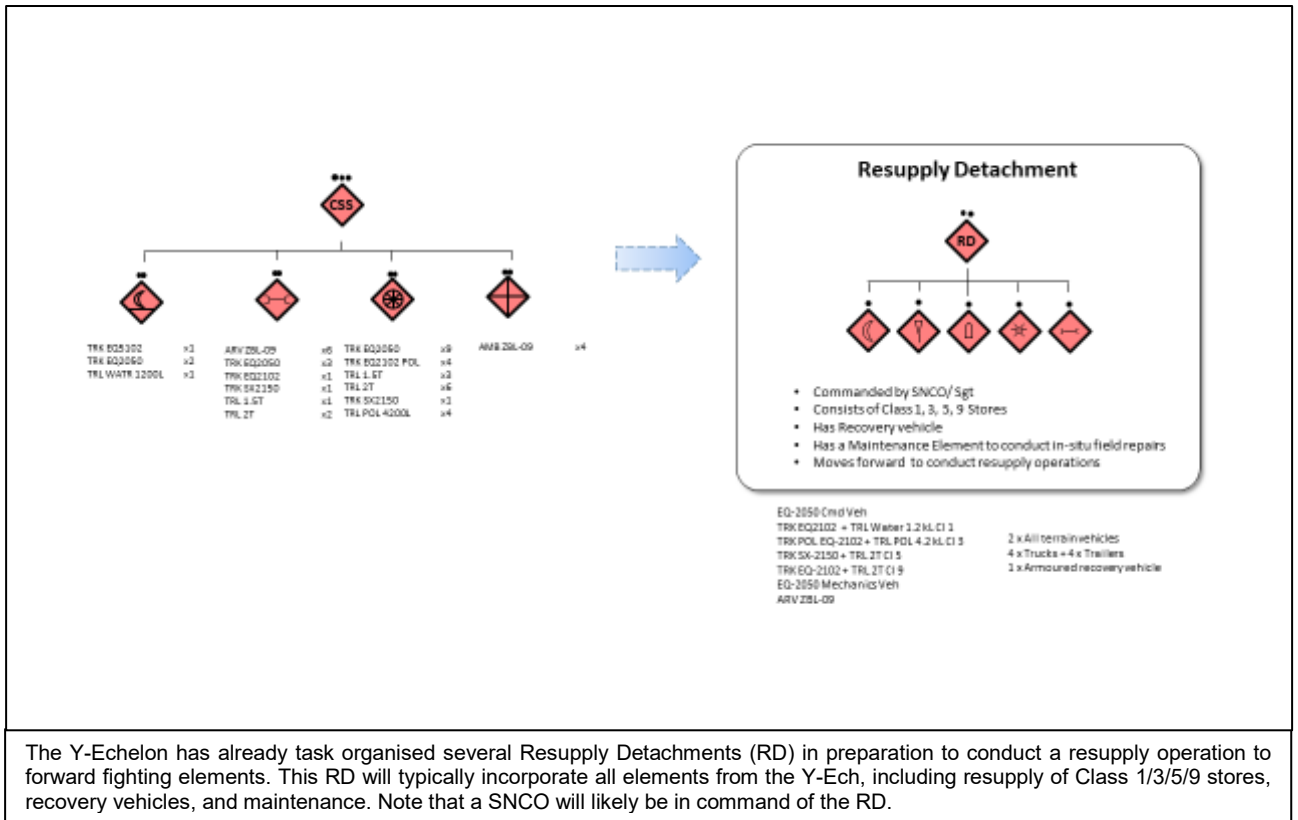 Resupply Detachment
CSS
RD
TRK EQ5102 x1
TRK EQ2050 x2
TRL WATR 1200L x1
ARV ZBL-09 x6
TRK EQ2050 x3
TRK EQ2102 x1
TRK SX2150 x1
TRL 1.5T x1
TRL 2T x2
TRK EQ2050 x9
TRK EQ2102 POL x4
TRL 1.5T x3
TRL 2T x6
TRK SX2150 x1
TRL POL 4200L x4
AMB ZBL-09 x4
• Commanded by SNCO/ Sgt
• Consists of Class 1, 3, 5, 9 Stores
• Has Recovery vehicle
• Has a Maintenance Element to conduct in-situ field repairs
• Moves forward to conduct resupply operations
EQ-2050 Cmd Veh
TRK EQ2102 + TRL Water 1.2 kL Cl 1
TRK POL EQ-2102 + TRL POL 4.2 kL Cl 3
TRK SX-2150 + TRL 2T Cl 5
TRK EQ-2102 + TRL 2T Cl 9
EQ-2050 Mechanics Veh
ARV ZBL-09
2 x All terrain vehicles
4 x Trucks + 4 x Traillers
1 x Armoured recovery vehicle
The Y-Echelon has already task organised several Resupply Detachments (RD) in preparation to conduct a resupply operation to
forward fighting elements. This RD will typically incorporate all elements from the Y-Ech, including resupply of Class 1/3/5/9 stores,
recovery vehicles, and maintenance. Note that a SNCO will likely be in command of the RD.